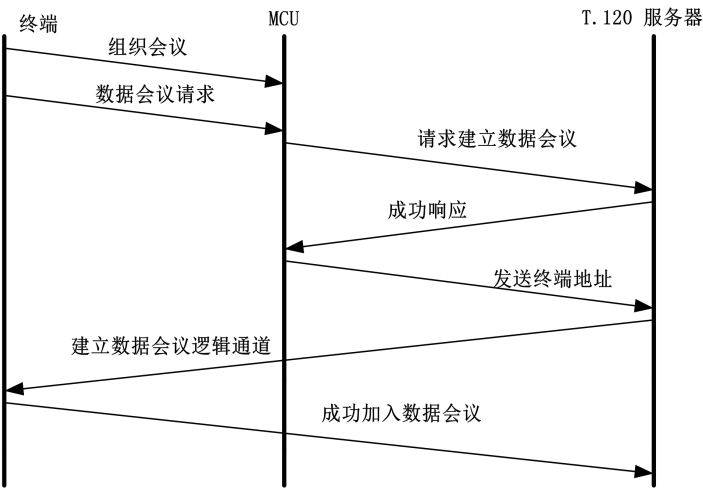 终端
MCU
T.120 服务器
组织会议
数据会议请求
请求建立数据会议
成功响应
发送终端地址
建立数据会议逻辑通道
成功加入数据会议